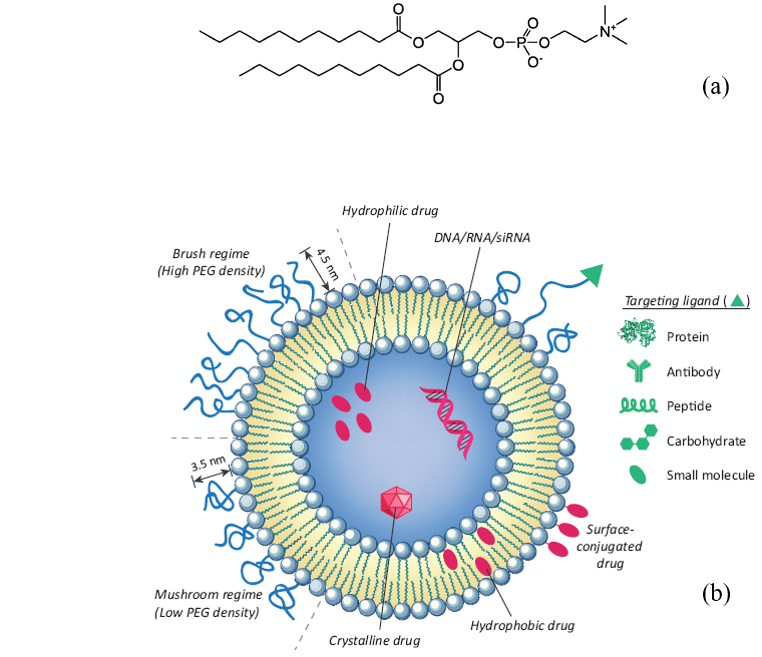 O
O
O
O
P
O
O
O-
N+
O
(a)
Hydrophilic drug
DNA/RNA/siRNA
Brush regime
(High PEG density)
4.5 nm
Targeting ligand ( )
Protein
Antibody
Peptide
Carbohydrate
Small molecule
3.5 nm
Surface-
conjugated
drug
Mushroom regime
(Low PEG density)
(b)
Hydrophobic drug
Crystalline drug